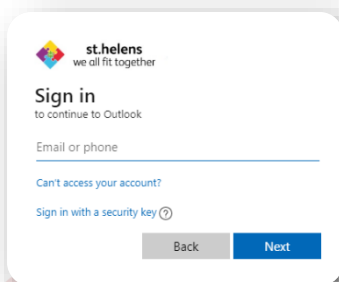 st.helens
we all fit together
Sign in
to continue to Outlook
Email or phone
Can't access your account?
Sign in with a security key ?
Back Next